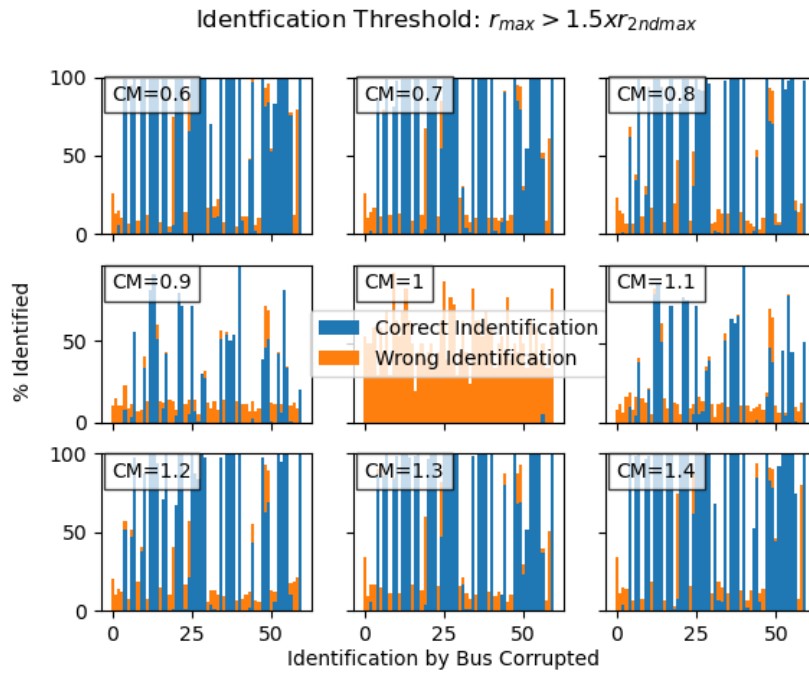 Identfication Threshold: r_max > 1.5xr_2ndmax
100
50
0
CM=0.6
CM=0.7
CM=0.8
% Identified
50
0
CM=0.9
CM=1
CM=1.1
Correct Indentification
Wrong Identification
100
50
0
CM=1.2
CM=1.3
CM=1.4
0 25 50 0 25 50 0 25 50
Identification by Bus Corrupted